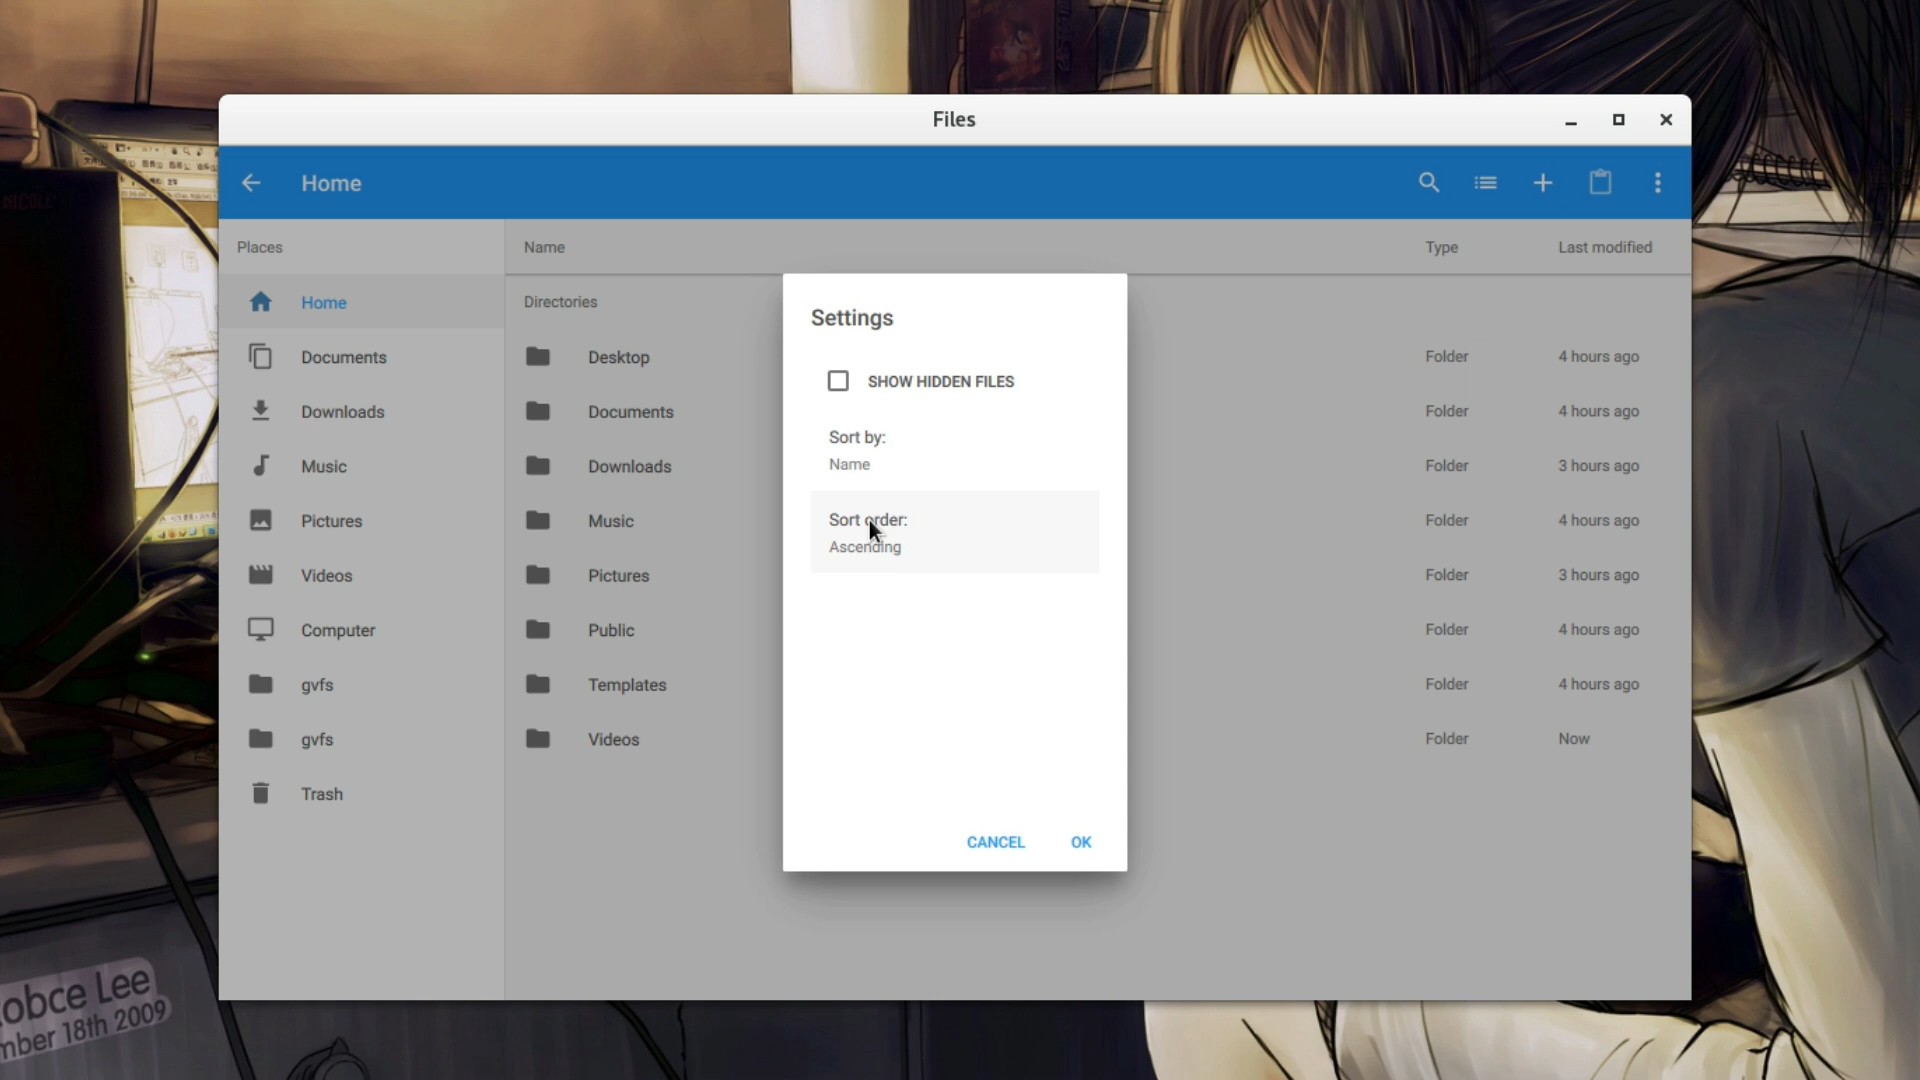 Files
Home
Places
Name
Type
Last modified
Home
Documents
Downloads
Music
Pictures
Videos
Computer
gvfs
gvfs
Trash
Directories
Desktop
Folder
4 hours ago
Documents
Folder
4 hours ago
Downloads
Folder
3 hours ago
Music
Folder
4 hours ago
Pictures
Folder
3 hours ago
Public
Folder
4 hours ago
Templates
Folder
4 hours ago
Videos
Folder
Now
Settings
SHOW HIDDEN FILES
Sort by:
Name
Sort order:
Ascending
CANCEL
OK
obce Lee
mber 18th 2009